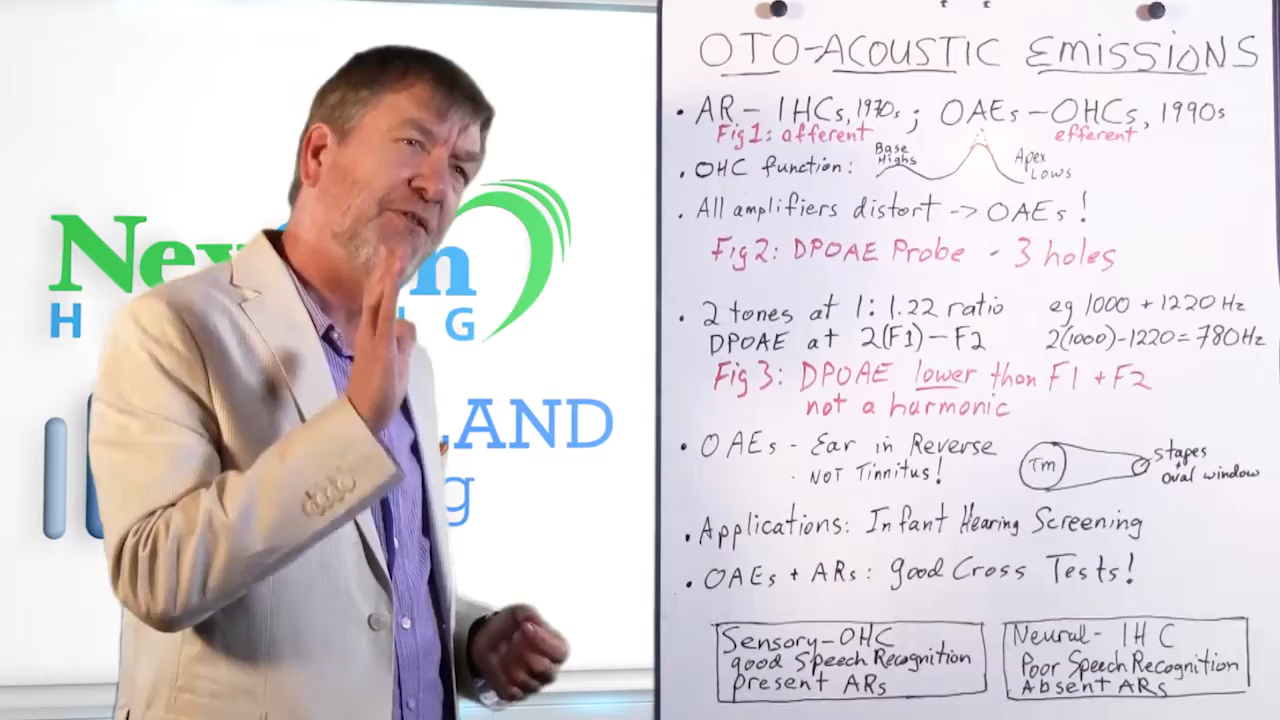 OTO-ACOUSTIC EMISSIONS
• AR - IHCs, 1970s; OAEs - OHCs, 1990s
Fig 1: afferent efferent
• OHC function: Base Highs Apex Lows
• All amplifiers distort -> OAEs!
Fig 2: DPOAE Probe - 3 holes
• 2 tones at 1:1.22 ratio eg 1000 + 1220 Hz
DPOAE at 2(F1) - F2 2(1000)-1220 = 780Hz
Fig 3: DPOAE lower than F1 + F2
not a harmonic
• OAEs - Ear in Reverse
• NOT Tinnitus!
Tm
Stapes
+
Oval window
• Applications: Infant Hearing Screening
• OAEs + ARs: good Cross Tests!
Sensory-OHC
good Speech Recognition
present ARs
Neural- IHC
Poor Speech Recognition
Absent ARs